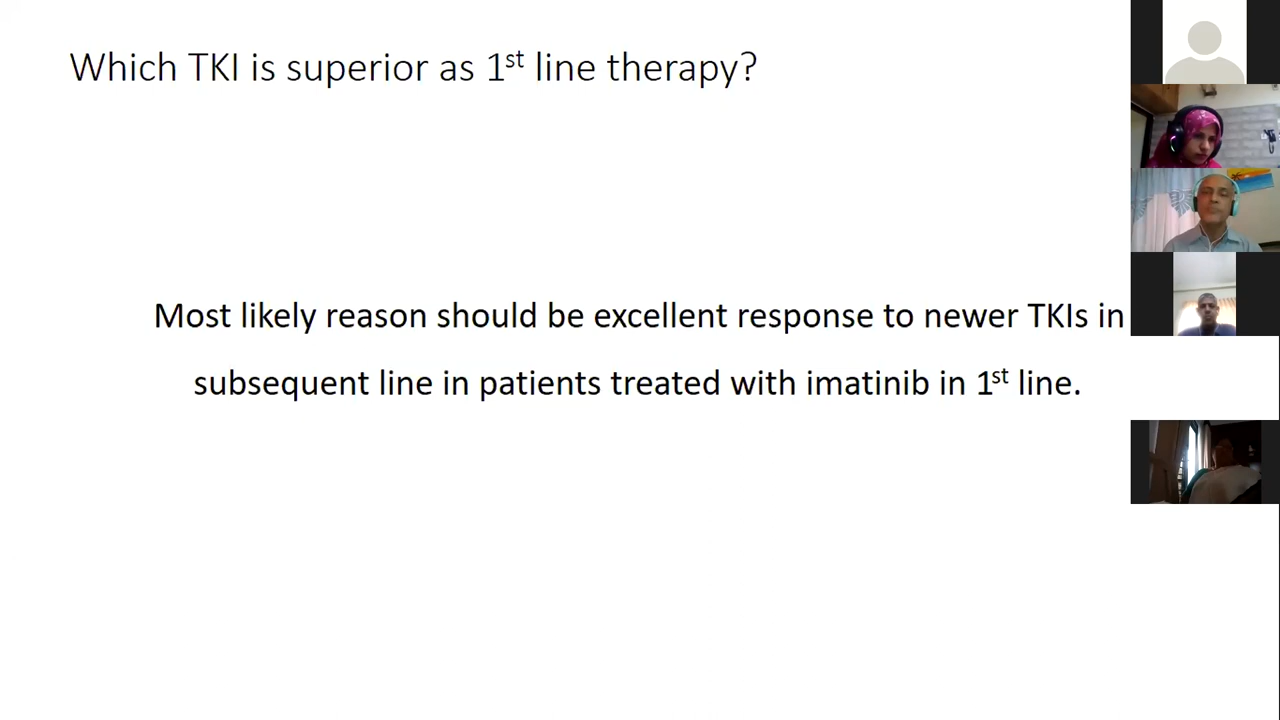 Which TKI is superior as 1st line therapy?
Most likely reason should be excellent response to newer TKIs in
subsequent line in patients treated with imatinib in 1st line.